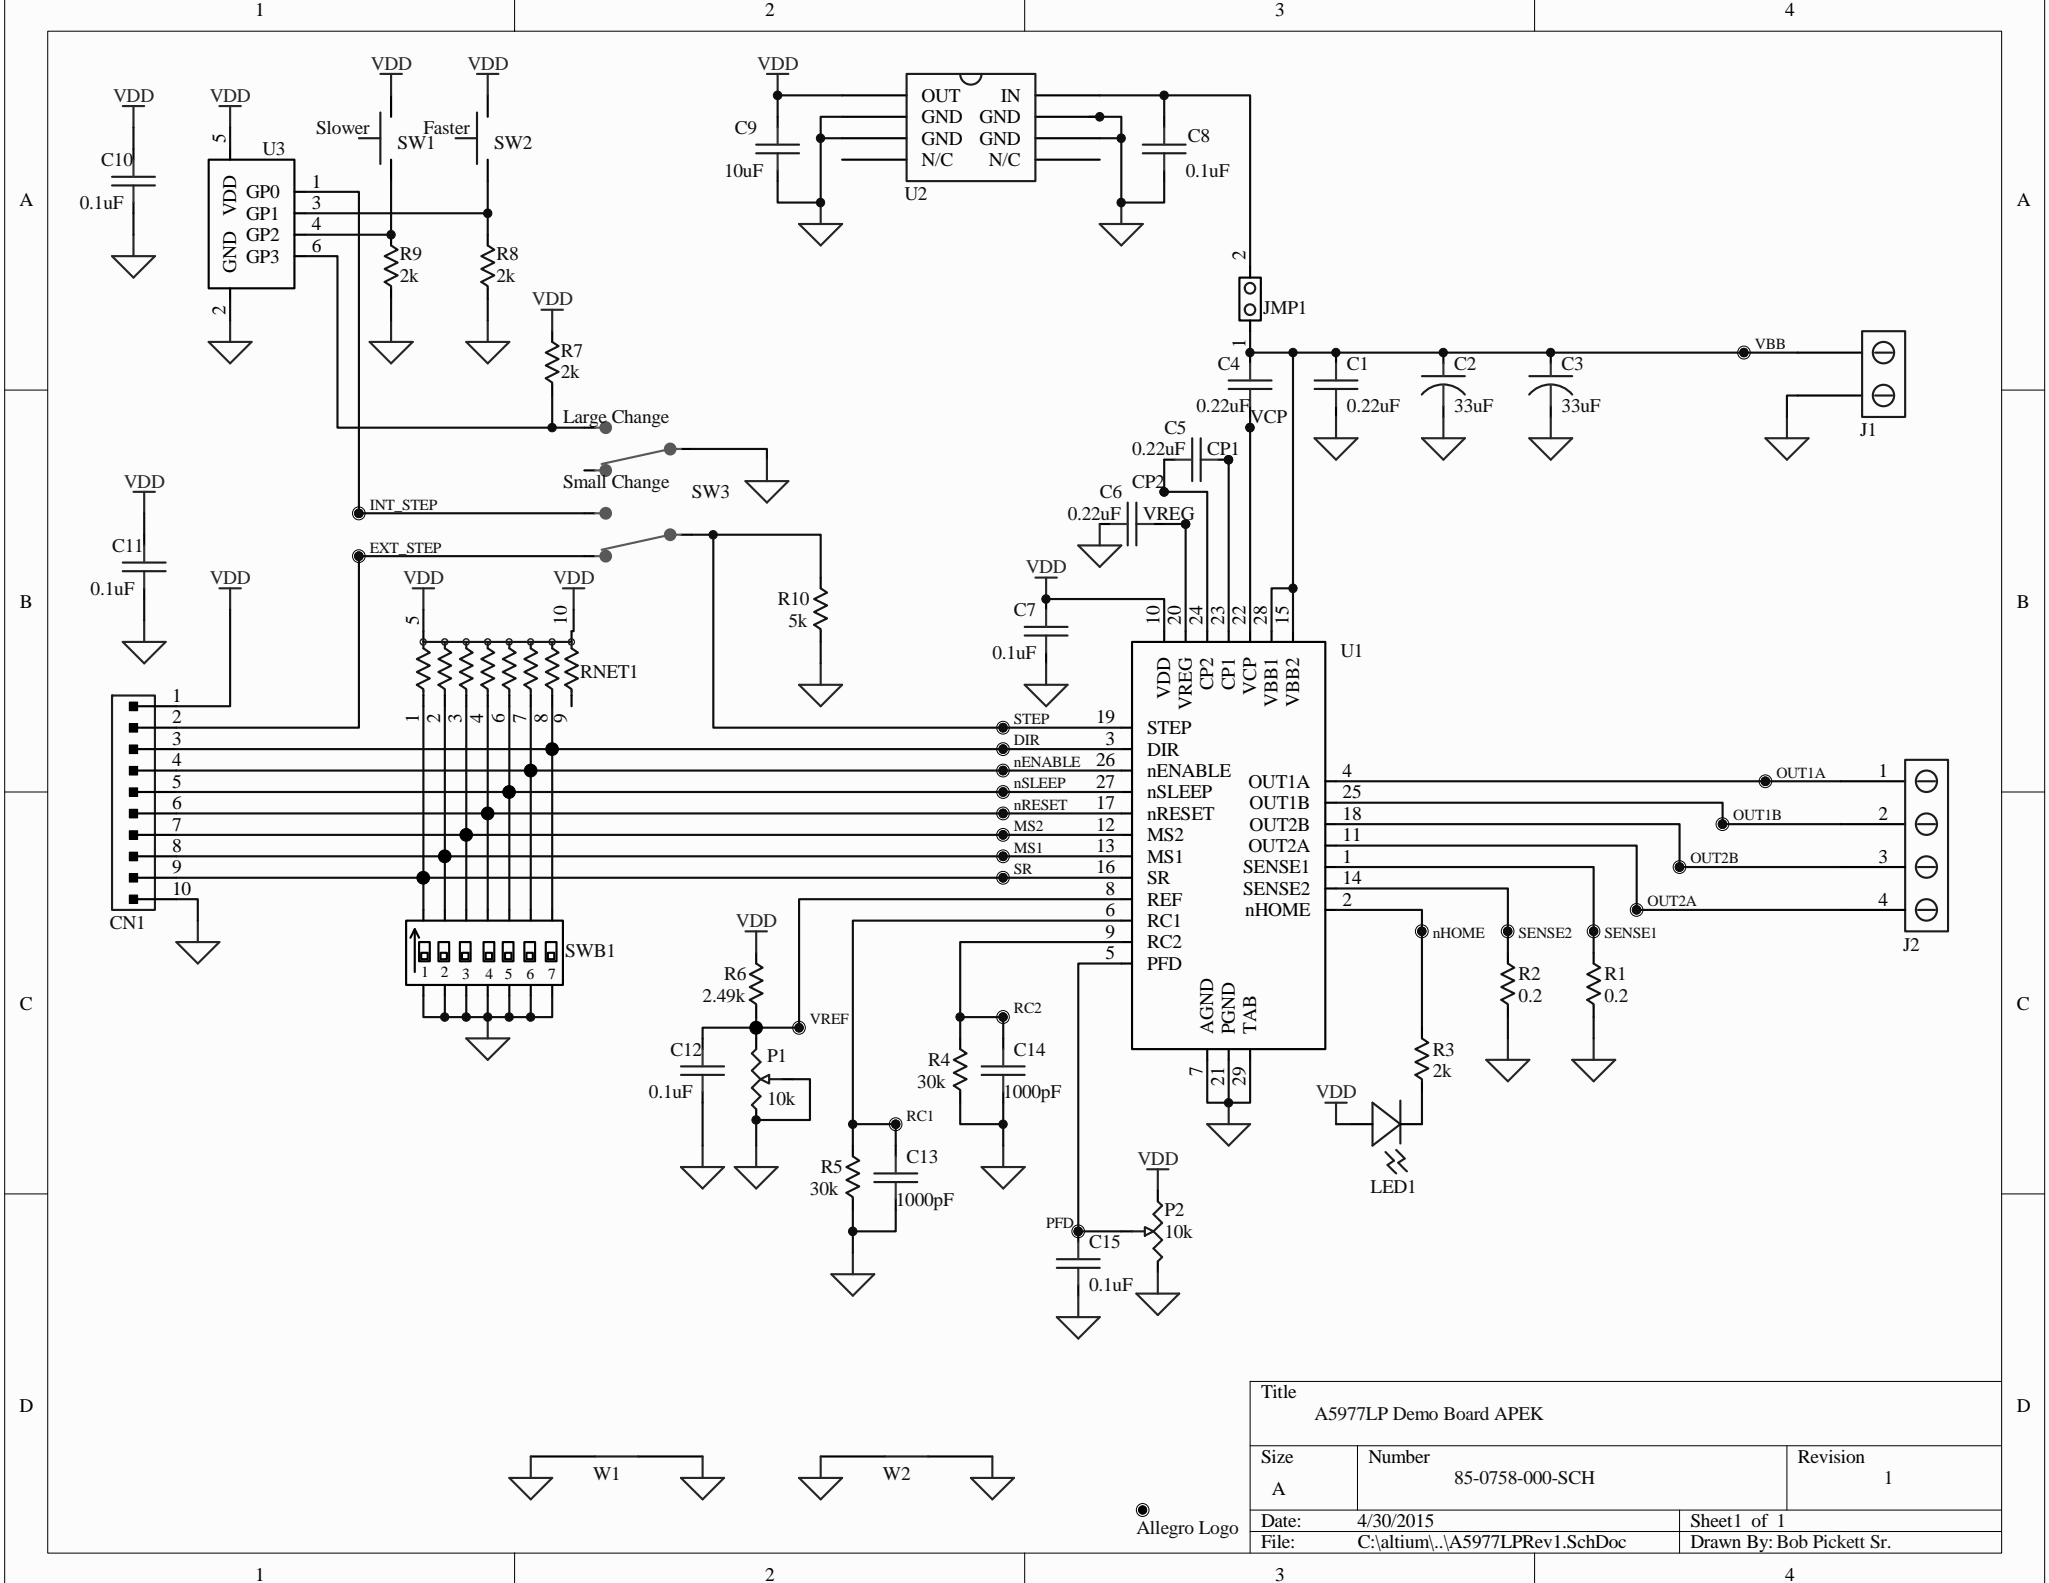 1 2 3 4
A
B
C
D
A
B
C
D
1 2 3 4
VDD
C10
0.1uF
VDD
5
U3
VDD
GND
GP0
GP1
GP2
GP3
1
3
4
6
2
VDD
Slower
SW1
VDD
Faster
SW2
R9
2k
R8
2k
VDD
R7
2k
Large Change
Small Change
SW3
INT_STEP
EXT_STEP
R10
5k
VDD
C9
10uF
OUT
GND
GND
N/C
IN
GND
GND
N/C
U2
C8
0.1uF
2
JMP1
1
C4
0.22uF
VCP
C1
0.22uF
C2
33uF
C3
33uF
VBB
J1
C5
0.22uF
CP1
CP2
C6
0.22uF
VREG
VDD
C7
0.1uF
VDD
C11
0.1uF
VDD
VDD
5
VDD
10
RNET1
1
2
3
4
6
7
8
9
1
2
3
4
5
6
7
8
9
10
CN1
SWB1
1 2 3 4 5 6 7
STEP
DIR
nENABLE
nSLEEP
nRESET
MS2
MS1
SR
10
20
24
23
22
28
15
U1
VDD
VREG
CP2
CP1
VCP
VBB1
VBB2
19 STEP
3 DIR
26 nENABLE
27 nSLEEP
17 nRESET
12 MS2
13 MS1
16 SR
8 REF
6 RC1
9 RC2
5 PFD
OUT1A 4
OUT1B 25
OUT2B 18
OUT2A 11
SENSE1 1
SENSE2 14
nHOME 2
AGND
PGND
TAB
7
21
29
OUT1A
OUT1B
OUT2B
OUT2A
1
2
3
4
J2
nHOME
SENSE2
SENSE1
R2
0.2
R1
0.2
R3
2k
VDD
LED1
VDD
R6
2.49k
VREF
C12
0.1uF
P1
10k
RC2
R4
30k
C14
1000pF
RC1
R5
30k
C13
1000pF
VDD
PFD
P2
10k
C15
0.1uF
W1
W2
Allegro Logo
Title
A5977LP Demo Board APEK
Size
A
Number
85-0758-000-SCH
Revision
1
Date: 4/30/2015
Sheet1 of 1
File: C:\altium\..\A5977LPRev1.SchDoc
Drawn By: Bob Pickett Sr.